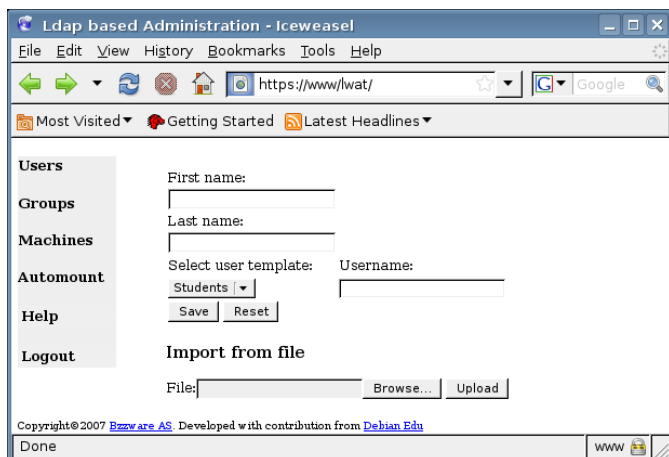 Ldap based Administration - Iceweasel
File Edit View History Bookmarks Tools Help
https://www/lwat/ G Google
Most Visited Getting Started Latest Headlines
Users
Groups
Machines
Automount
Help
Logout
First name:
Last name:
Select user template: Username:
Students
Save Reset
Import from file
File: Browse... Upload
Copyright©2007 Bzzware AS. Developed with contribution from Debian Edu
Done www